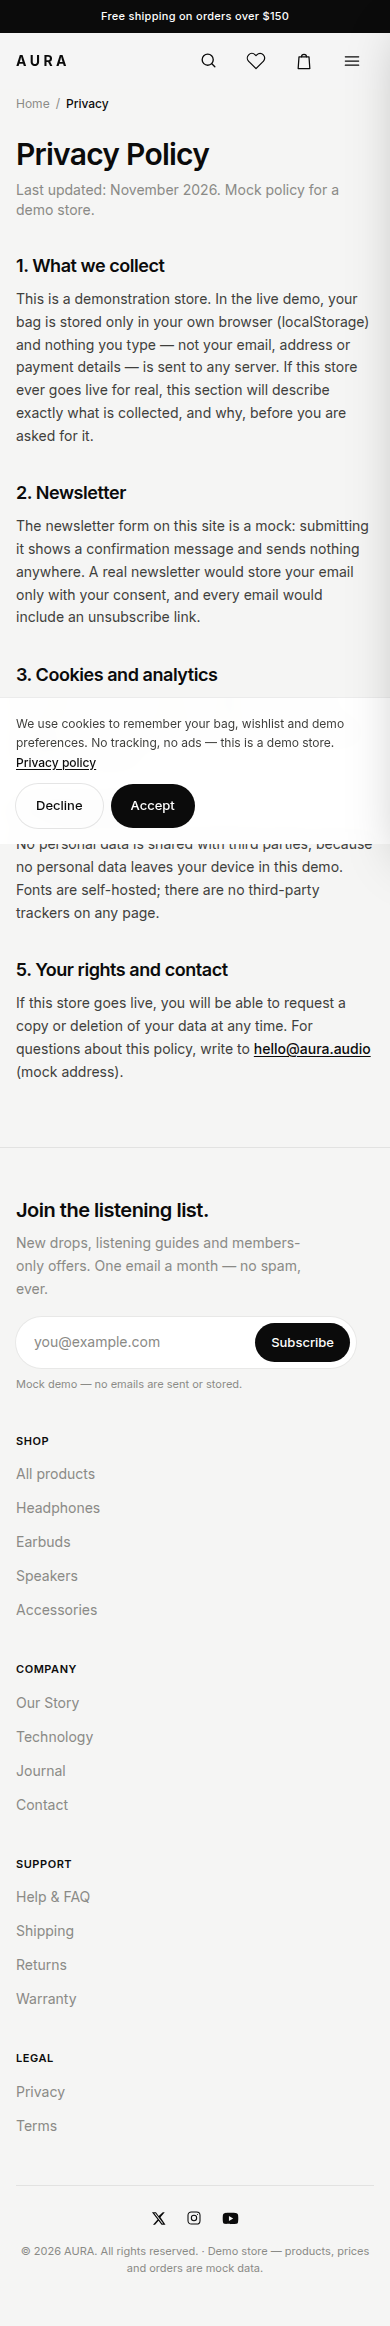 Free shipping on orders over $150
AURA
Home / Privacy
Privacy Policy
Last updated: November 2026. Mock policy for a
demo store.
1. What we collect
This is a demonstration store. In the live demo, your
bag is stored only in your own browser (localStorage)
and nothing you type — not your email, address or
payment details — is sent to any server. If this store
ever goes live for real, this section will describe
exactly what is collected, and why, before you are
asked for it.
2. Newsletter
The newsletter form on this site is a mock: submitting
it shows a confirmation message and sends nothing
anywhere. A real newsletter would store your email
only with your consent, and every email would
include an unsubscribe link.
3. Cookies and analytics
We use cookies to remember your bag, wishlist and demo
preferences. No tracking, no ads — this is a demo store.
Privacy policy
Decline
Accept
No personal data is shared with third parties, because
no personal data leaves your device in this demo.
Fonts are self-hosted; there are no third-party
trackers on any page.
5. Your rights and contact
If this store goes live, you will be able to request a
copy or deletion of your data at any time. For
questions about this policy, write to hello@aura.audio
(mock address).
Join the listening list.
New drops, listening guides and members-
only offers. One email a month — no spam,
ever.
you@example.com
Subscribe
Mock demo — no emails are sent or stored.
SHOP
All products
Headphones
Earbuds
Speakers
Accessories
COMPANY
Our Story
Technology
Journal
Contact
SUPPORT
Help & FAQ
Shipping
Returns
Warranty
LEGAL
Privacy
Terms
© 2026 AURA. All rights reserved. · Demo store — products, prices
and orders are mock data.